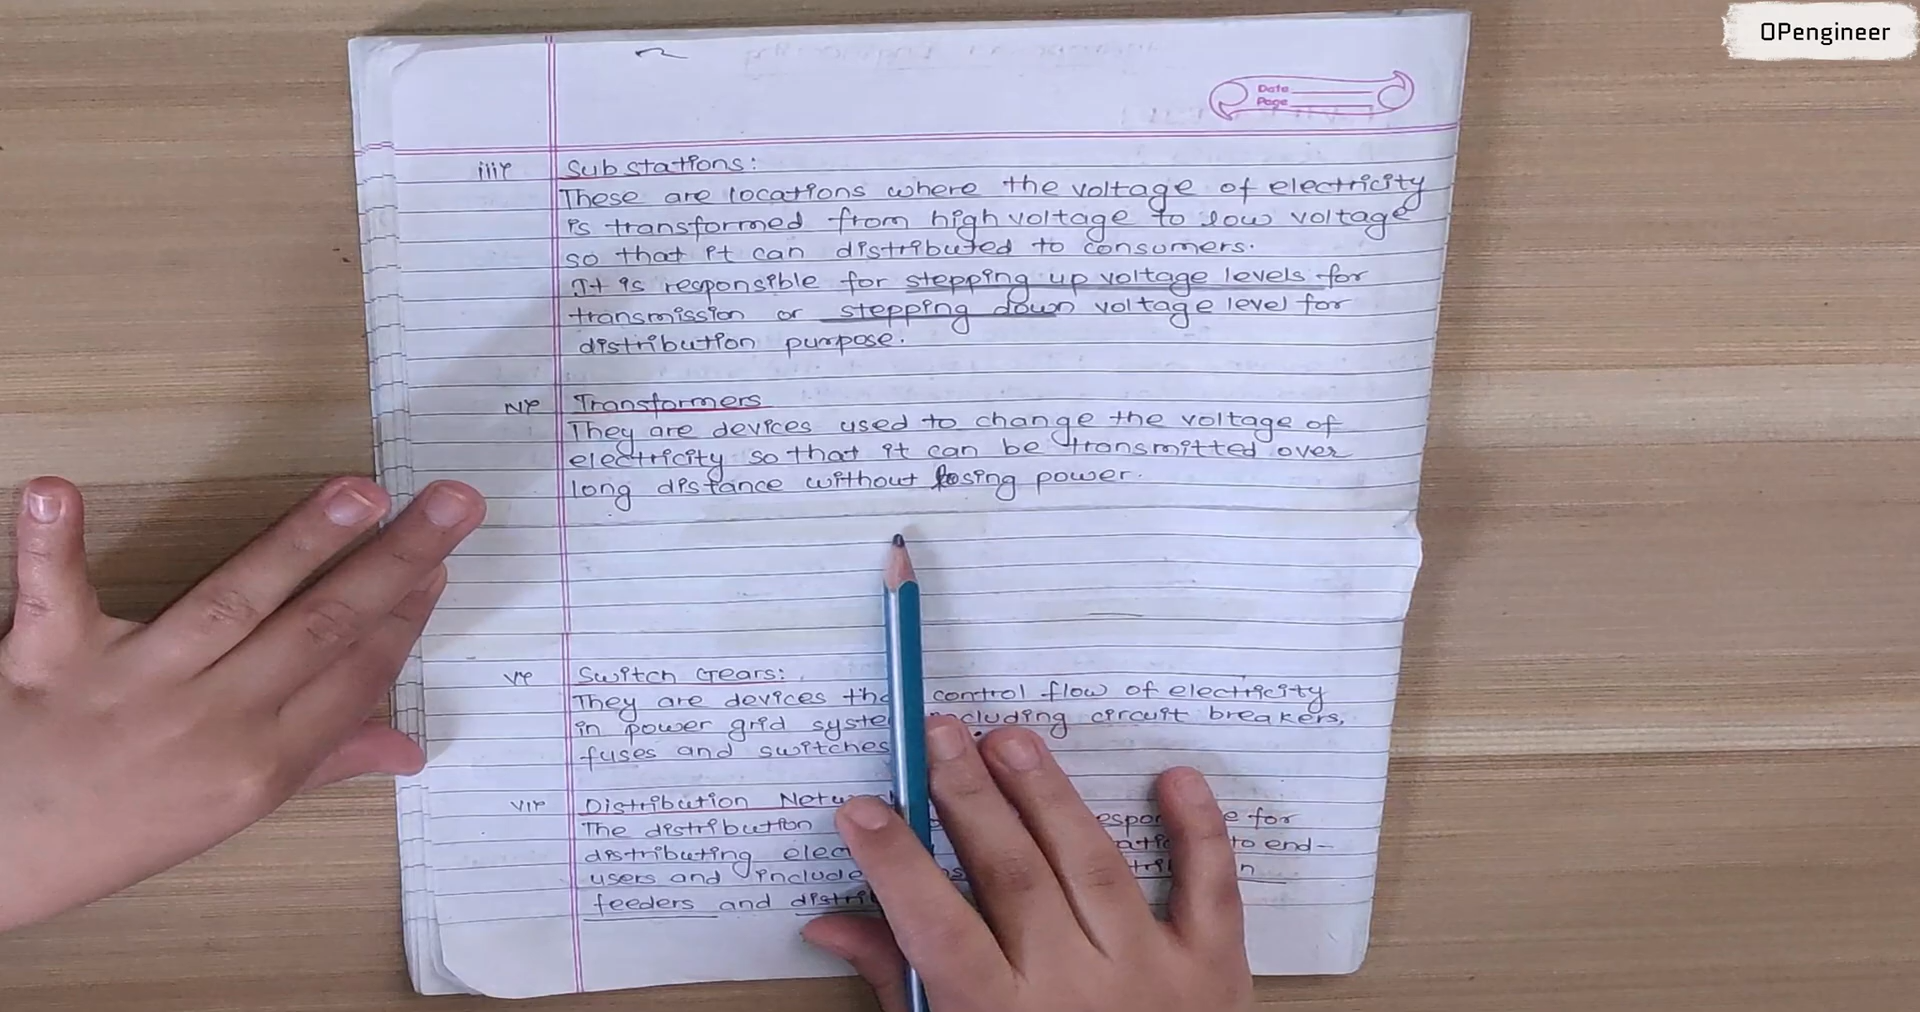 OPengineer
Date
Page
iii) Substations:
These are locations where the voltage of electricity
is transformed from high voltage to low voltage
so that it can distributed to consumers.
It is responsible for stepping up voltage levels for
transmission or stepping down voltage level for
distribution purpose.
iv) Transformers
They are devices used to change the voltage of
electricity so that it can be transmitted over
long distance without losing power.
v) Switch Gears:
They are devices control flow of electricity
in power grid including circuit breakers,
fuses and switches
vi) Distribution
The distribution for
distributing to end-
users and
feeders and